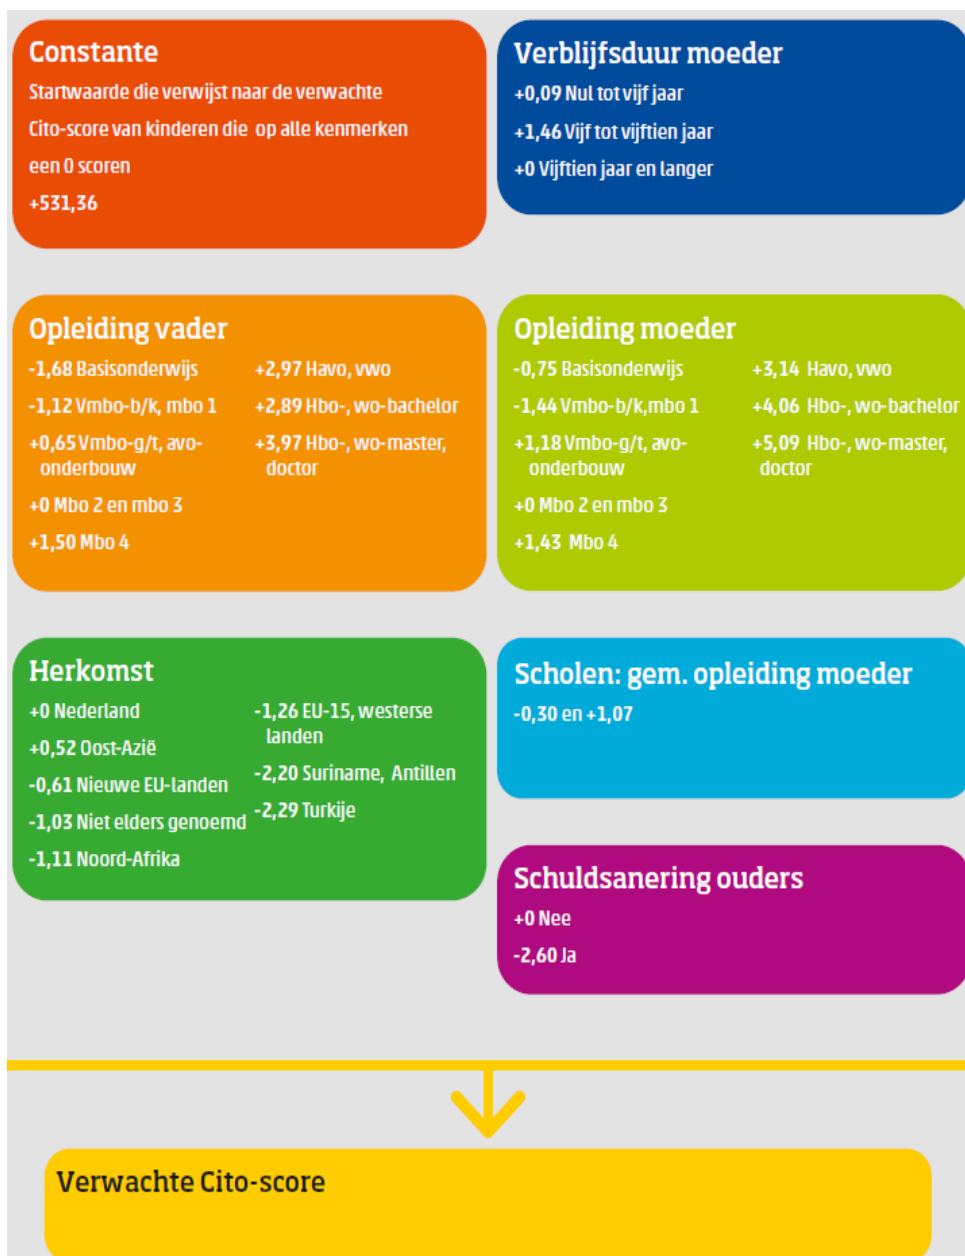 Constante
Startwaarde die verwijst naar de verwachte
Cito-score van kinderen die op alle kenmerken
een 0 scoren
+531,36
Verblijfsduur moeder
+0,09 Nul tot vijf jaar
+1,46 Vijf tot vijftien jaar
+0 Vijftien jaar en langer
Opleiding vader
-1,68 Basisonderwijs
-1,12 Vmbo-b/k, mbo 1
+0,65 Vmbo-g/t, avo-
onderbouw
+0 Mbo 2 en mbo 3
+1,50 Mbo 4
+2,97 Havo, vwo
+2,89 Hbo-, wo-bachelor
+3,97 Hbo-, wo-master,
doctor
Opleiding moeder
-0,75 Basisonderwijs
-1,44 Vmbo-b/k,mbo 1
+1,18 Vmbo-g/t, avo-
onderbouw
+0 Mbo 2 en mbo 3
+1,43 Mbo 4
+3,14 Havo, vwo
+4,06 Hbo-, wo-bachelor
+5,09 Hbo-, wo-master,
doctor
Herkomst
+0 Nederland
+0,52 Oost-Azië
-0,61 Nieuwe EU-landen
-1,03 Niet elders genoemd
-1,11 Noord-Afrika
-1,26 EU-15, westerse
landen
-2,20 Suriname, Antillen
-2,29 Turkije
Scholen: gem. opleiding moeder
-0,30 en +1,07
Schuldsanering ouders
+0 Nee
-2,60 Ja
Verwachte Cito-score